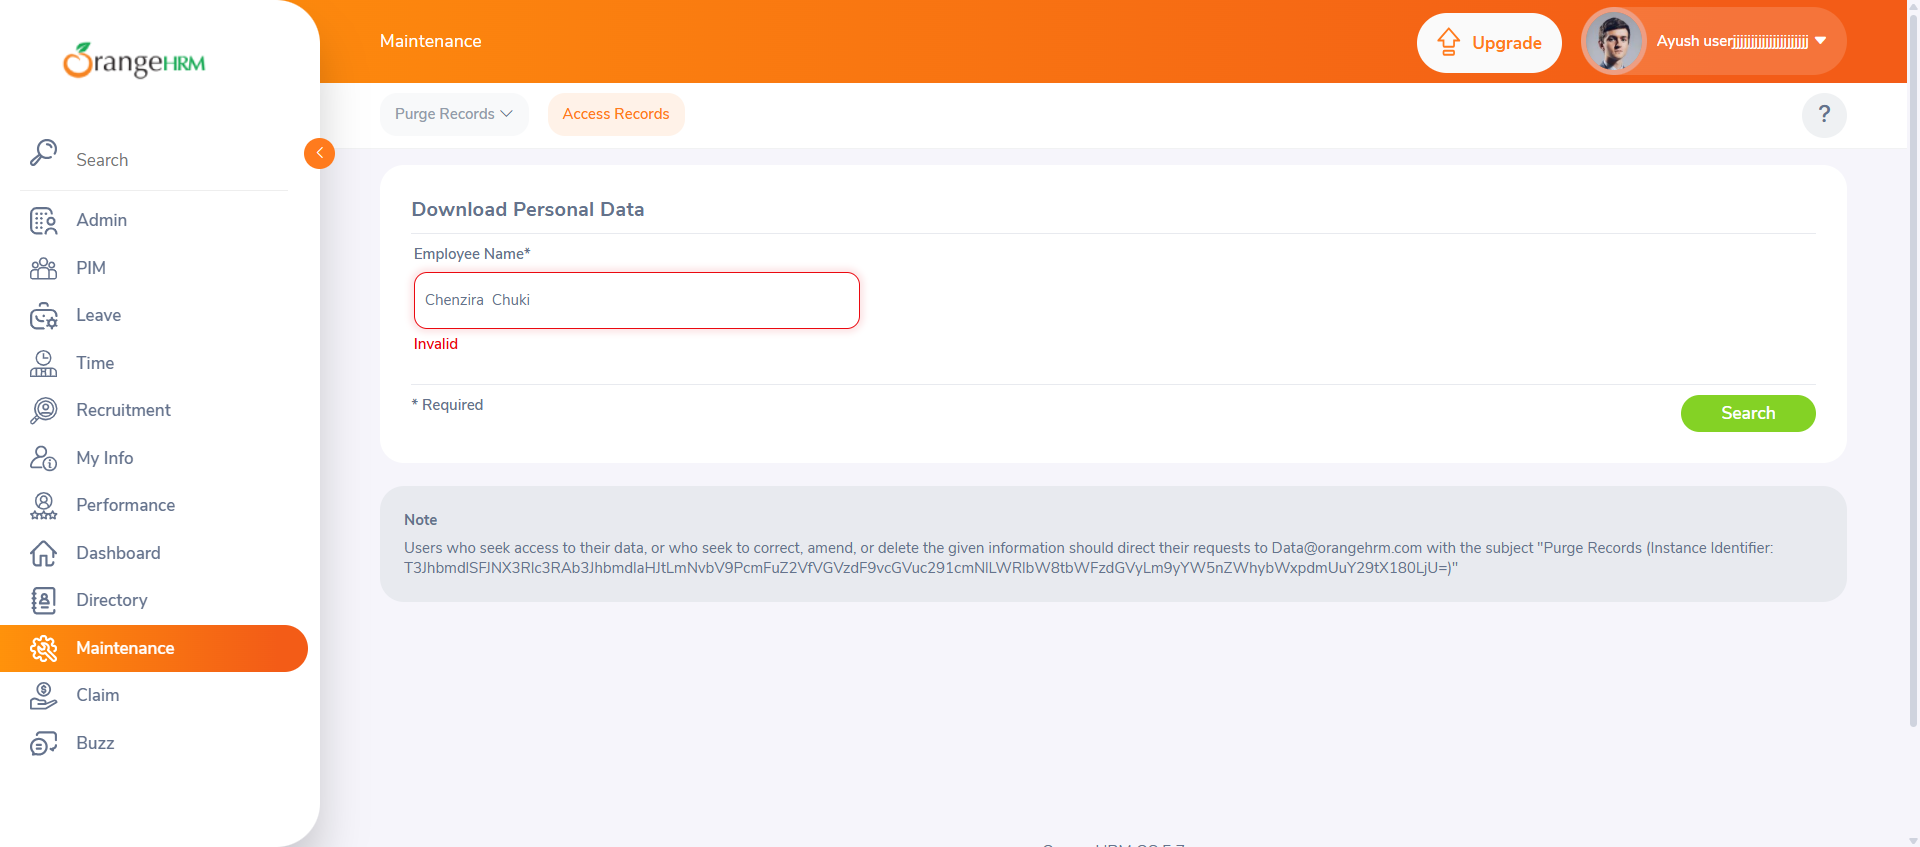 OrangeHRM
Maintenance
Upgrade
Ayush userjjjjjjjjjjjjjjjjjjjjj
Search
Purge Records
Access Records
?
Admin
PIM
Leave
Time
Recruitment
My Info
Performance
Dashboard
Directory
Maintenance
Claim
Buzz
Download Personal Data
Employee Name*
Chenzira  Chuki
Invalid
* Required
Search
Note
Users who seek access to their data, or who seek to correct, amend, or delete the given information should direct their requests to Data@orangehrm.com with the subject "Purge Records (Instance Identifier: